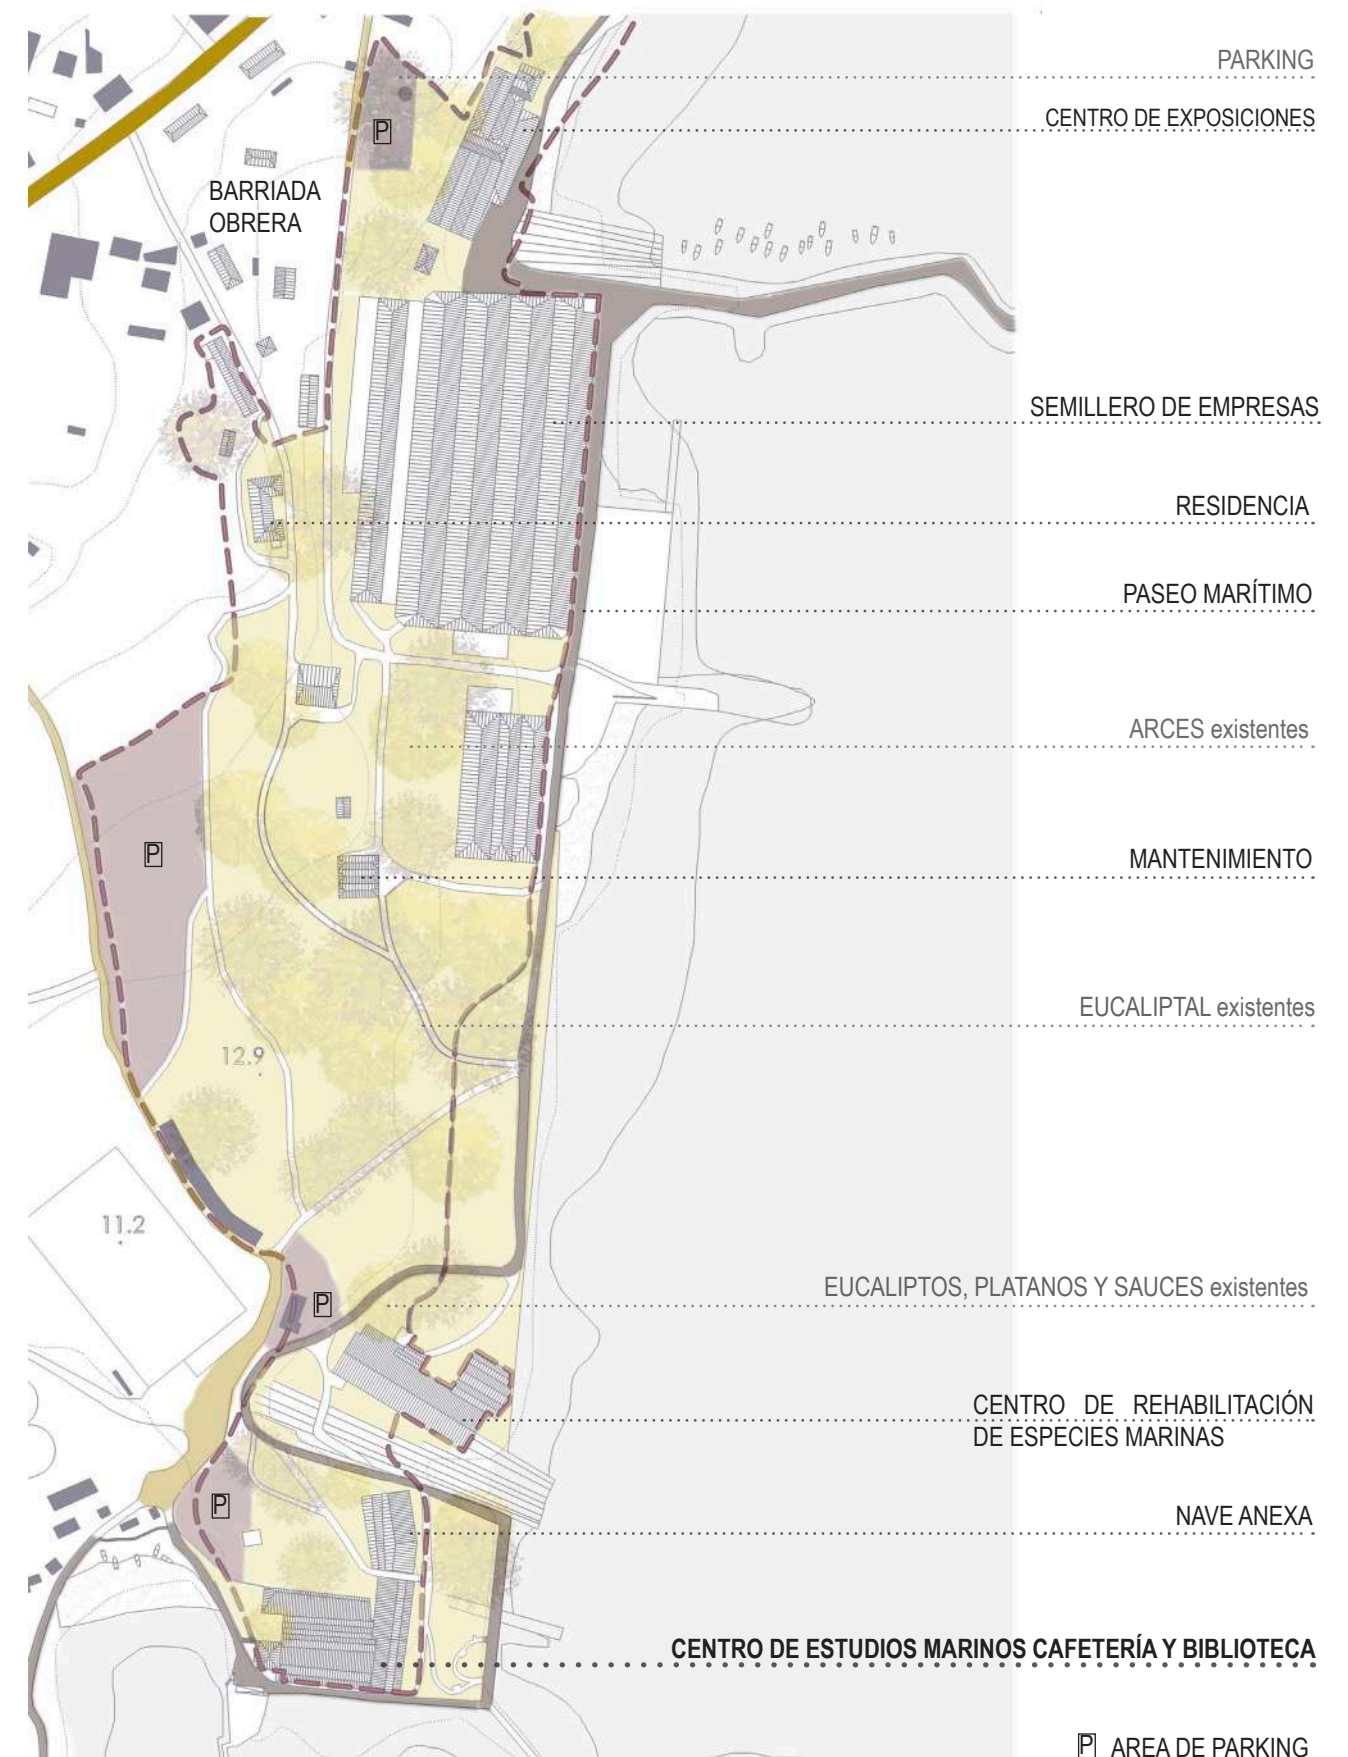 PARKING
CENTRO DE EXPOSICIONES
P
BARRIADA
OBRERA
SEMILLERO DE EMPRESAS
RESIDENCIA
PASEO MARÍTIMO
ARCES existentes
P
MANTENIMIENTO
EUCALIPTAL existentes
12.9
11.2
EUCALIPTOS, PLATANOS Y SAUCES existentes
P
CENTRO DE REHABILITACIÓN
DE ESPECIES MARINAS
P
NAVE ANEXA
CENTRO DE ESTUDIOS MARINOS CAFETERÍA Y BIBLIOTECA
P AREA DE PARKING